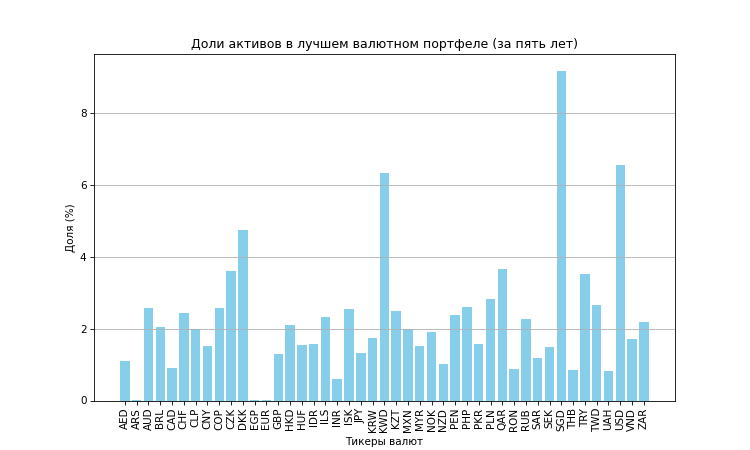 Доли активов в лучшем валютном портфеле (за пять лет)
Доля (%)
8
6
4
2
0
AED
ARS
AUD
BRL
CAD
CHF
CLP
CNY
COP
CZK
DKK
EGP
EUR
GBP
HKD
HUF
IDR
ILS
INR
ISK
JPY
KRW
KWD
KZT
MXN
MYR
NOK
NZD
PEN
PHP
PKR
PLN
QAR
RON
RUB
SAR
SEK
SGD
THB
TRY
TWD
UAH
USD
VND
ZAR
Тикеры валют